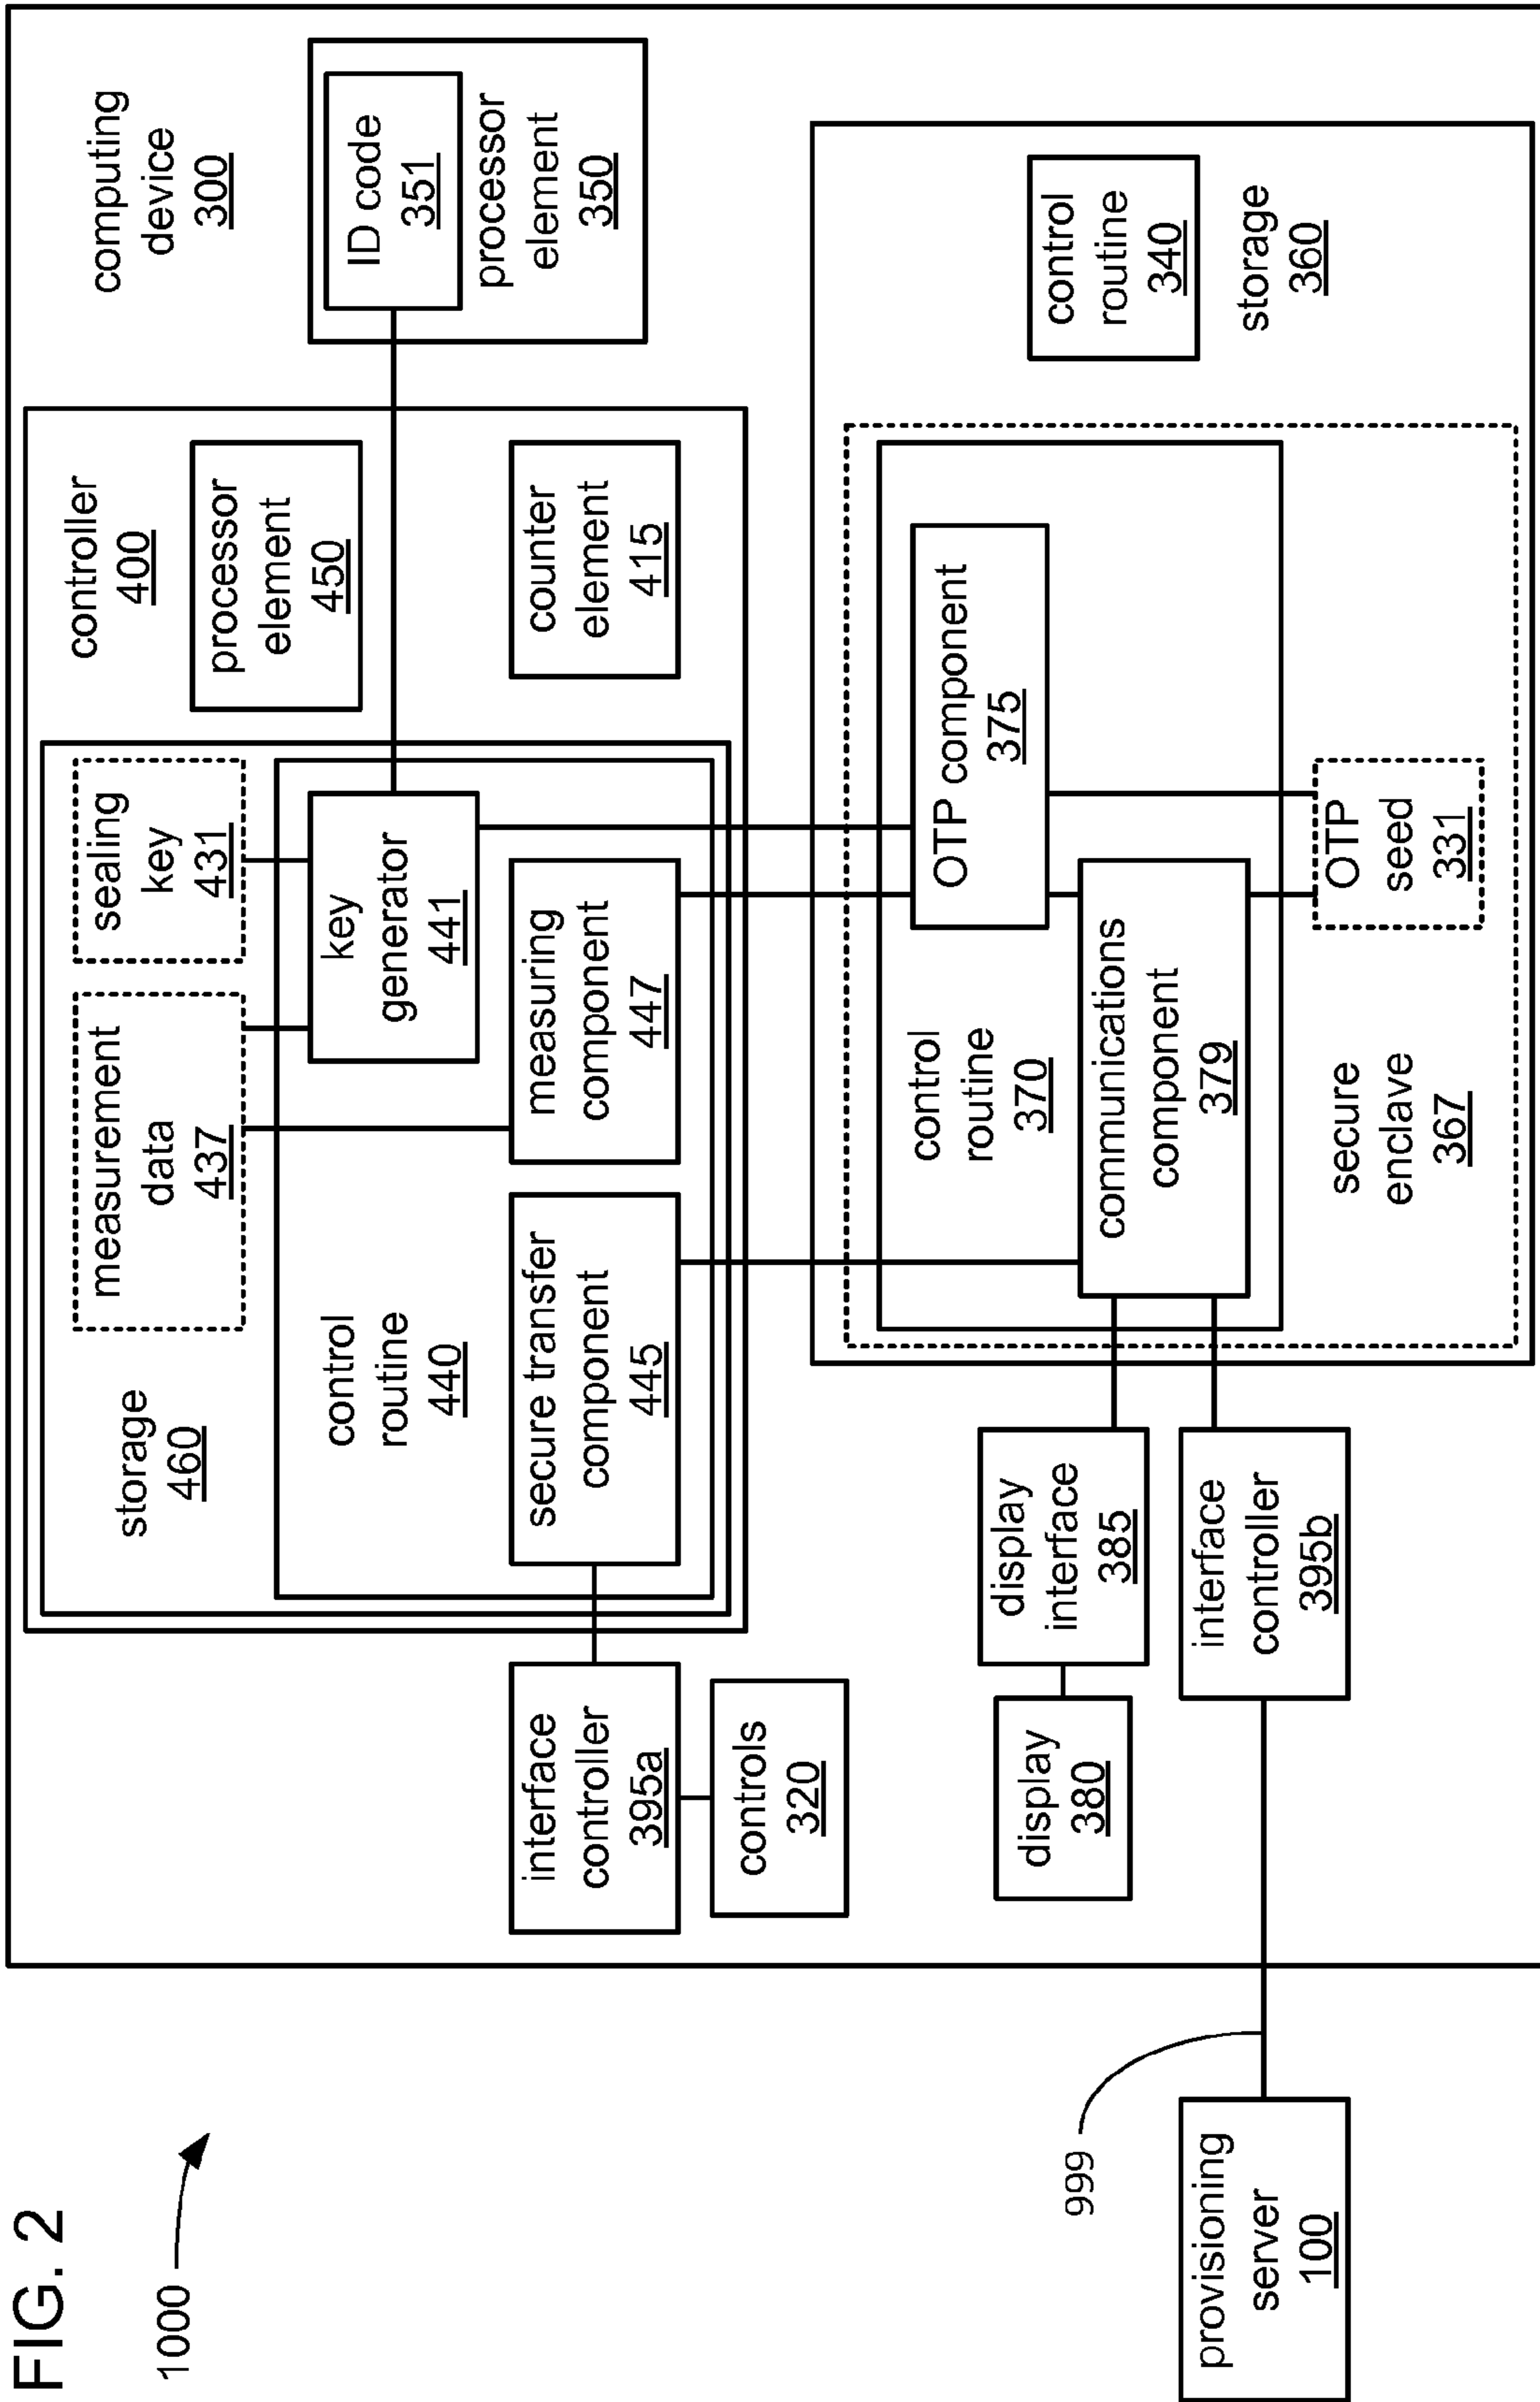 FIG. 2
1000
computing
device
300
controller
400
storage
460
measurement
data
437
sealing
key
431
processor
element
450
ID code
351
processor
element
350
control
routine
440
key
generator
441
secure transfer
component
445
measuring
component
447
counter
element
415
interface
controller
395a
controls
320
OTP component
375
control
routine
370
communications
component
379
control
routine
340
storage
360
display
380
display
interface
385
interface
controller
395b
secure
enclave
367
OTP
seed
331
999
provisioning
server
100